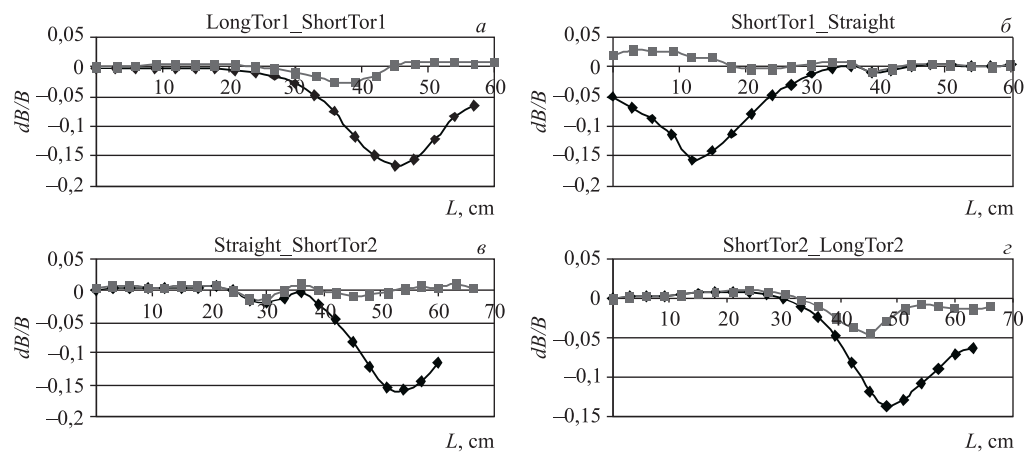 LongTor1_ShortTor1 а
0,05
0
–0,05
–0,1
–0,15
–0,2
10 20 30 40 50 60
dB/B
L, cm
ShortTor1_Straight б
0,05
0
–0,05
–0,1
–0,15
–0,2
10 20 30 40 50 60
dB/B
L, cm
Straight_ShortTor2 в
0,05
0
–0,05
–0,1
–0,15
–0,2
10 20 30 40 50 60 70
dB/B
L, cm
ShortTor2_LongTor2 г
0,05
0
–0,05
–0,1
–0,15
10 20 30 40 50 60 70
dB/B
L, cm